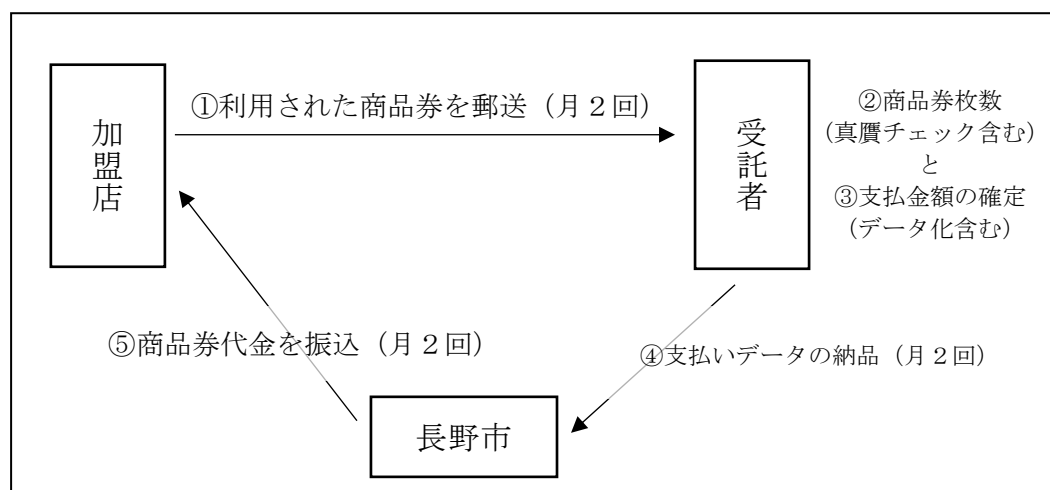 加盟店
①利用された商品券を郵送（月２回）
受託者
②商品券枚数
（真贋チェック含む）
と
③支払金額の確定
（データ化含む）
④支払いデータの納品（月２回）
⑤商品券代金を振込（月２回）
長野市